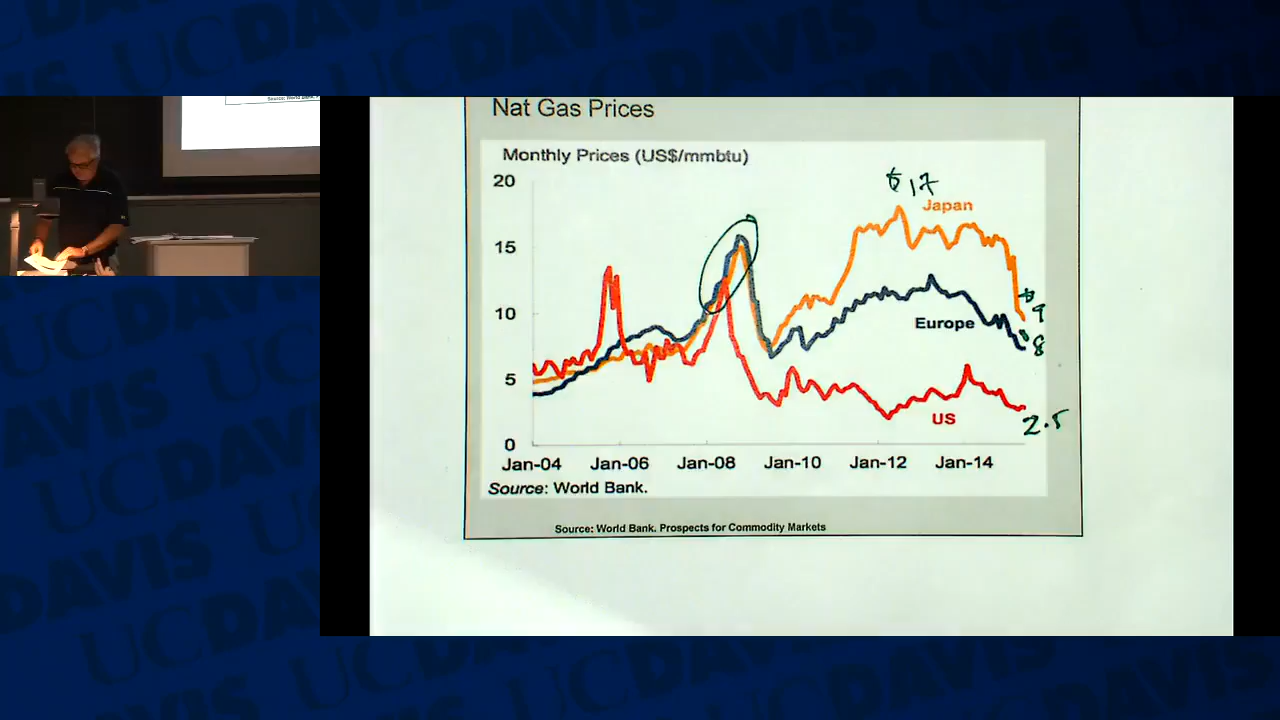 UC DAVIS
Nat Gas Prices
Monthly Prices (US$/mmbtu)
20
$17
Japan
15
10
$9
Europe
$8
5
US
2.5
0
Jan-04 Jan-06 Jan-08 Jan-10 Jan-12 Jan-14
Source: World Bank.
Source: World Bank. Prospects for Commodity Markets